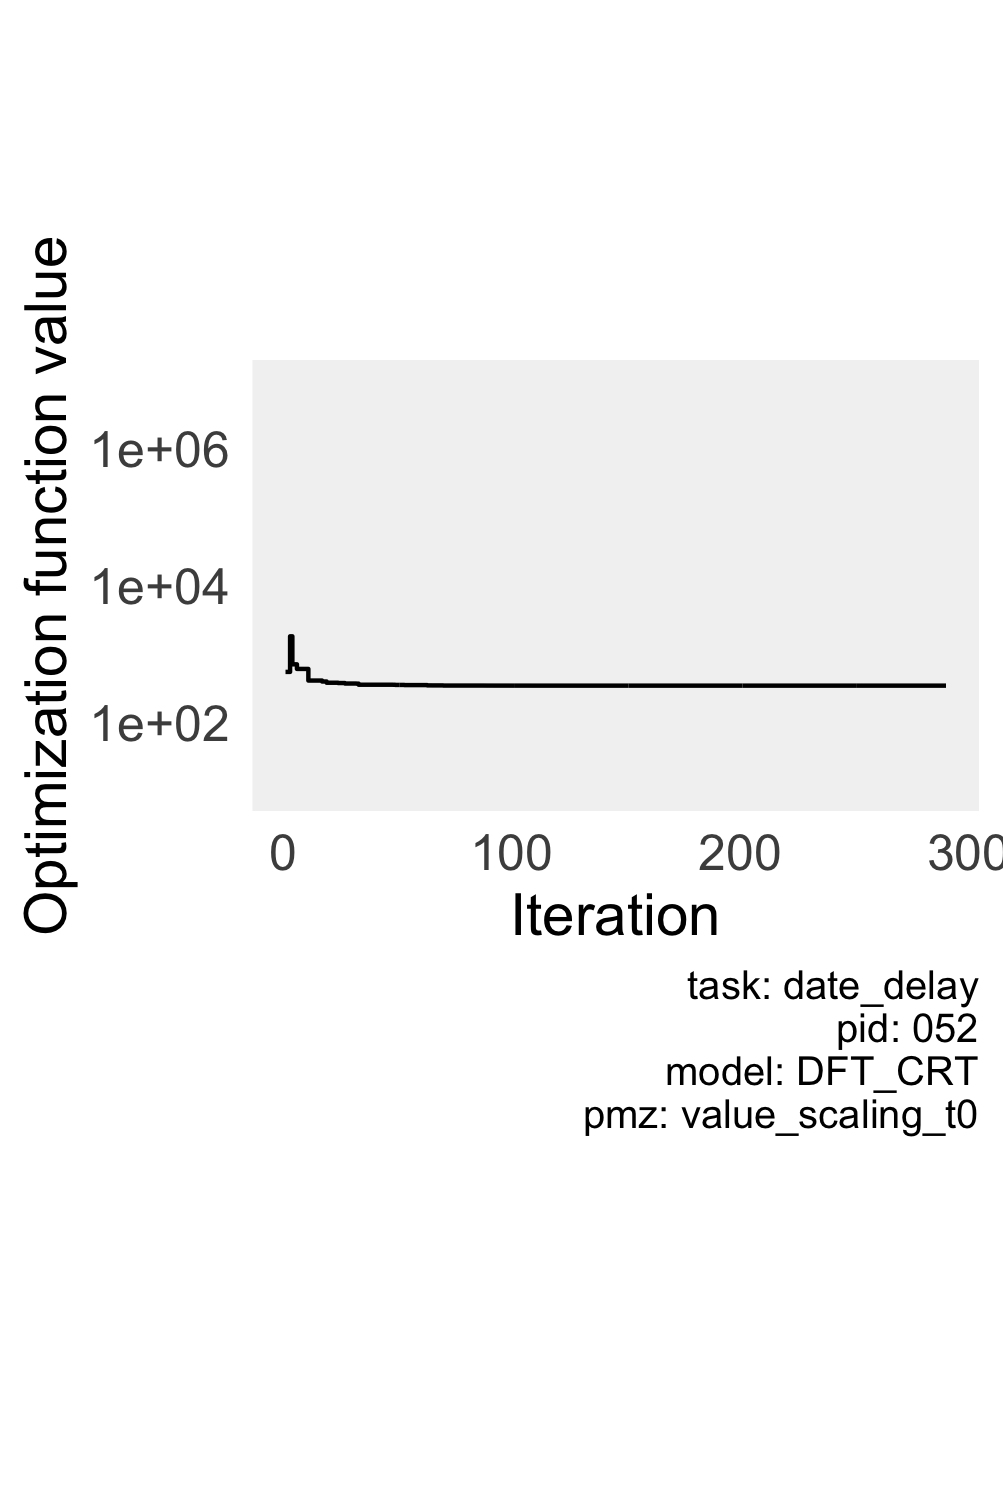 Optimization function value
1e+06
1e+04
1e+02
0 100 200 300
Iteration
task: date_delay
pid: 052
model: DFT_CRT
pmz: value_scaling_t0